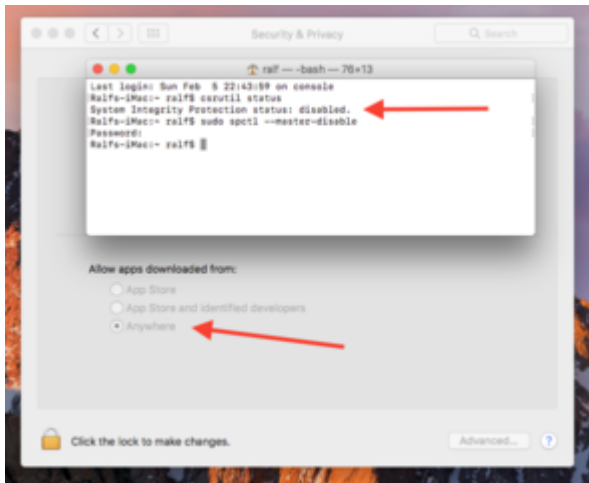 Security & Privacy
Search
ralf — -bash — 76×13
Last login: Sun Feb  5 22:43:59 on console
Ralfs-iMac:~ ralf$ csrutil status
System Integrity Protection status: disabled.
Ralfs-iMac:~ ralf$ sudo spctl --master-disable
Password:
Ralfs-iMac:~ ralf$
Allow apps downloaded from:
App Store
App Store and identified developers
Anywhere
Click the lock to make changes.
Advanced...
?